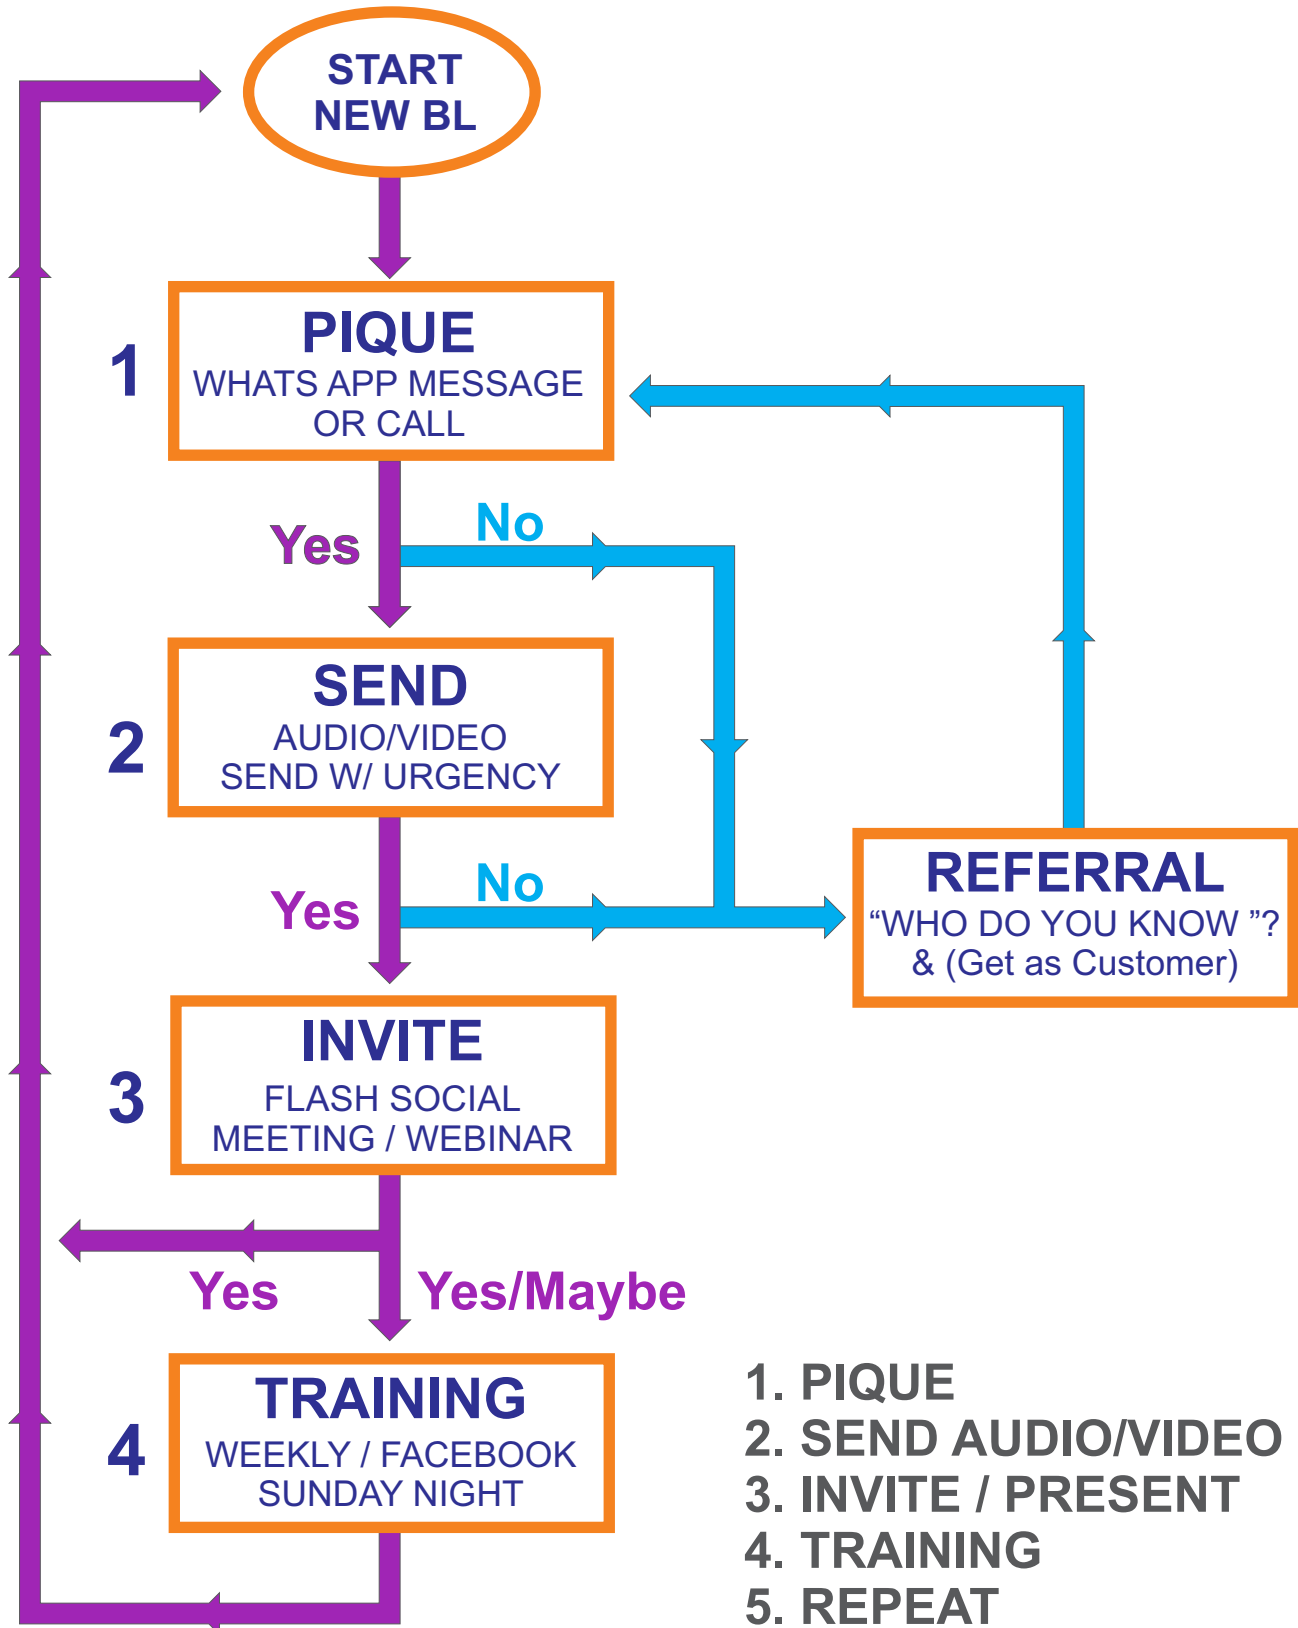 START
NEW BL
1
PIQUE
WHATS APP MESSAGE
OR CALL
Yes
No
2
SEND
AUDIO/VIDEO
SEND W/ URGENCY
Yes
No
REFERRAL
“WHO DO YOU KNOW ”?
& (Get as Customer)
3
INVITE
FLASH SOCIAL
MEETING / WEBINAR
Yes
Yes/Maybe
4
TRAINING
WEEKLY / FACEBOOK
SUNDAY NIGHT
1. PIQUE
2. SEND AUDIO/VIDEO
3. INVITE / PRESENT
4. TRAINING
5. REPEAT